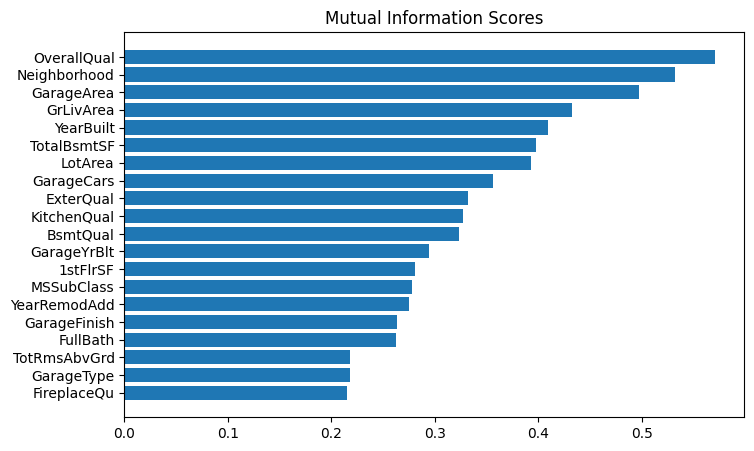 Mutual Information Scores
OverallQual
Neighborhood
GarageArea
GrLivArea
YearBuilt
TotalBsmtSF
LotArea
GarageCars
ExterQual
KitchenQual
BsmtQual
GarageYrBlt
1stFlrSF
MSSubClass
YearRemodAdd
GarageFinish
FullBath
TotRmsAbvGrd
GarageType
FireplaceQu
0.0 0.1 0.2 0.3 0.4 0.5